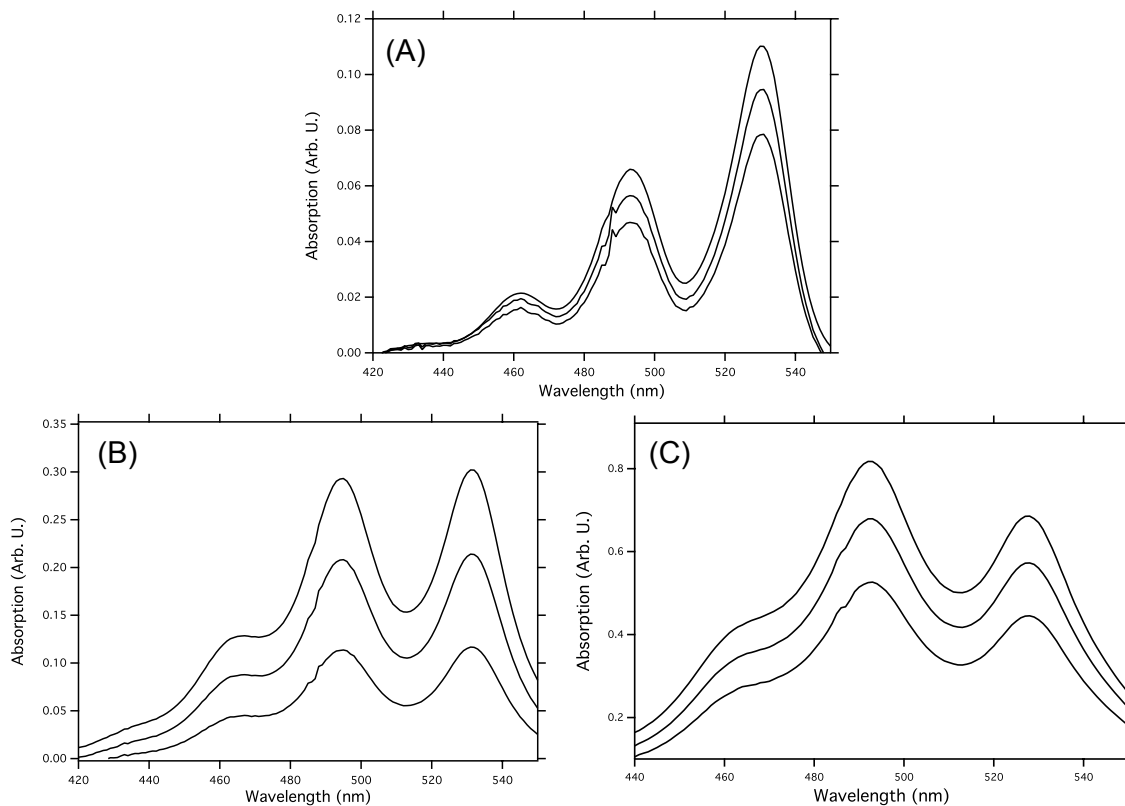 (A)
Absorption (Arb. U.)
0.12
0.10
0.08
0.06
0.04
0.02
0.00
420 440 460 480 500 520 540
Wavelength (nm)
(B)
Absorption (Arb. U.)
0.35
0.30
0.25
0.20
0.15
0.10
0.05
0.00
420 440 460 480 500 520 540
Wavelength (nm)
(C)
Absorption (Arb. U.)
0.8
0.6
0.4
0.2
440 460 480 500 520 540
Wavelength (nm)